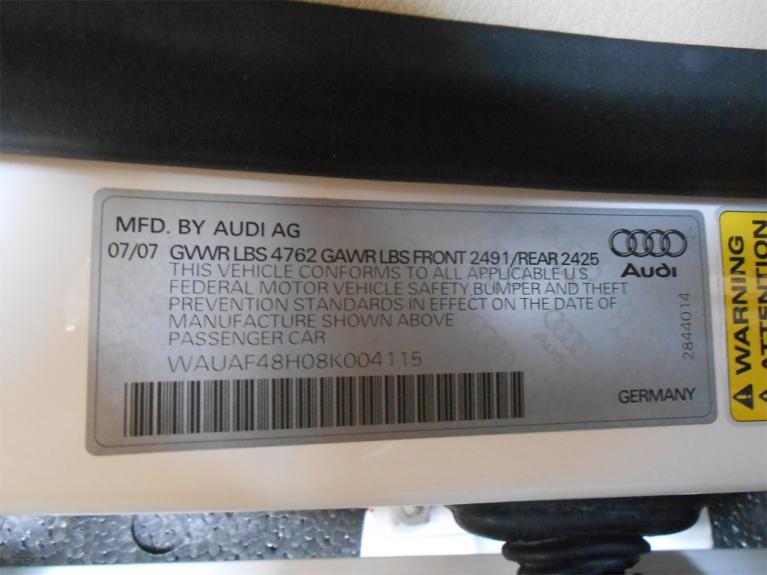 MFD. BY AUDI AG
07/07 GVWR LBS 4762 GAWR LBS FRONT 2491/REAR 2425
THIS VEHICLE CONFORMS TO ALL APPLICABLE U.S.
FEDERAL MOTOR VEHICLE SAFETY BUMPER AND THEFT
PREVENTION STANDARDS IN EFFECT ON THE DATE OF
MANUFACTURE SHOWN ABOVE
PASSENGER CAR
WAUAF48H08K004115
Audi
2844014
GERMANY
WARNING
ATTENTION